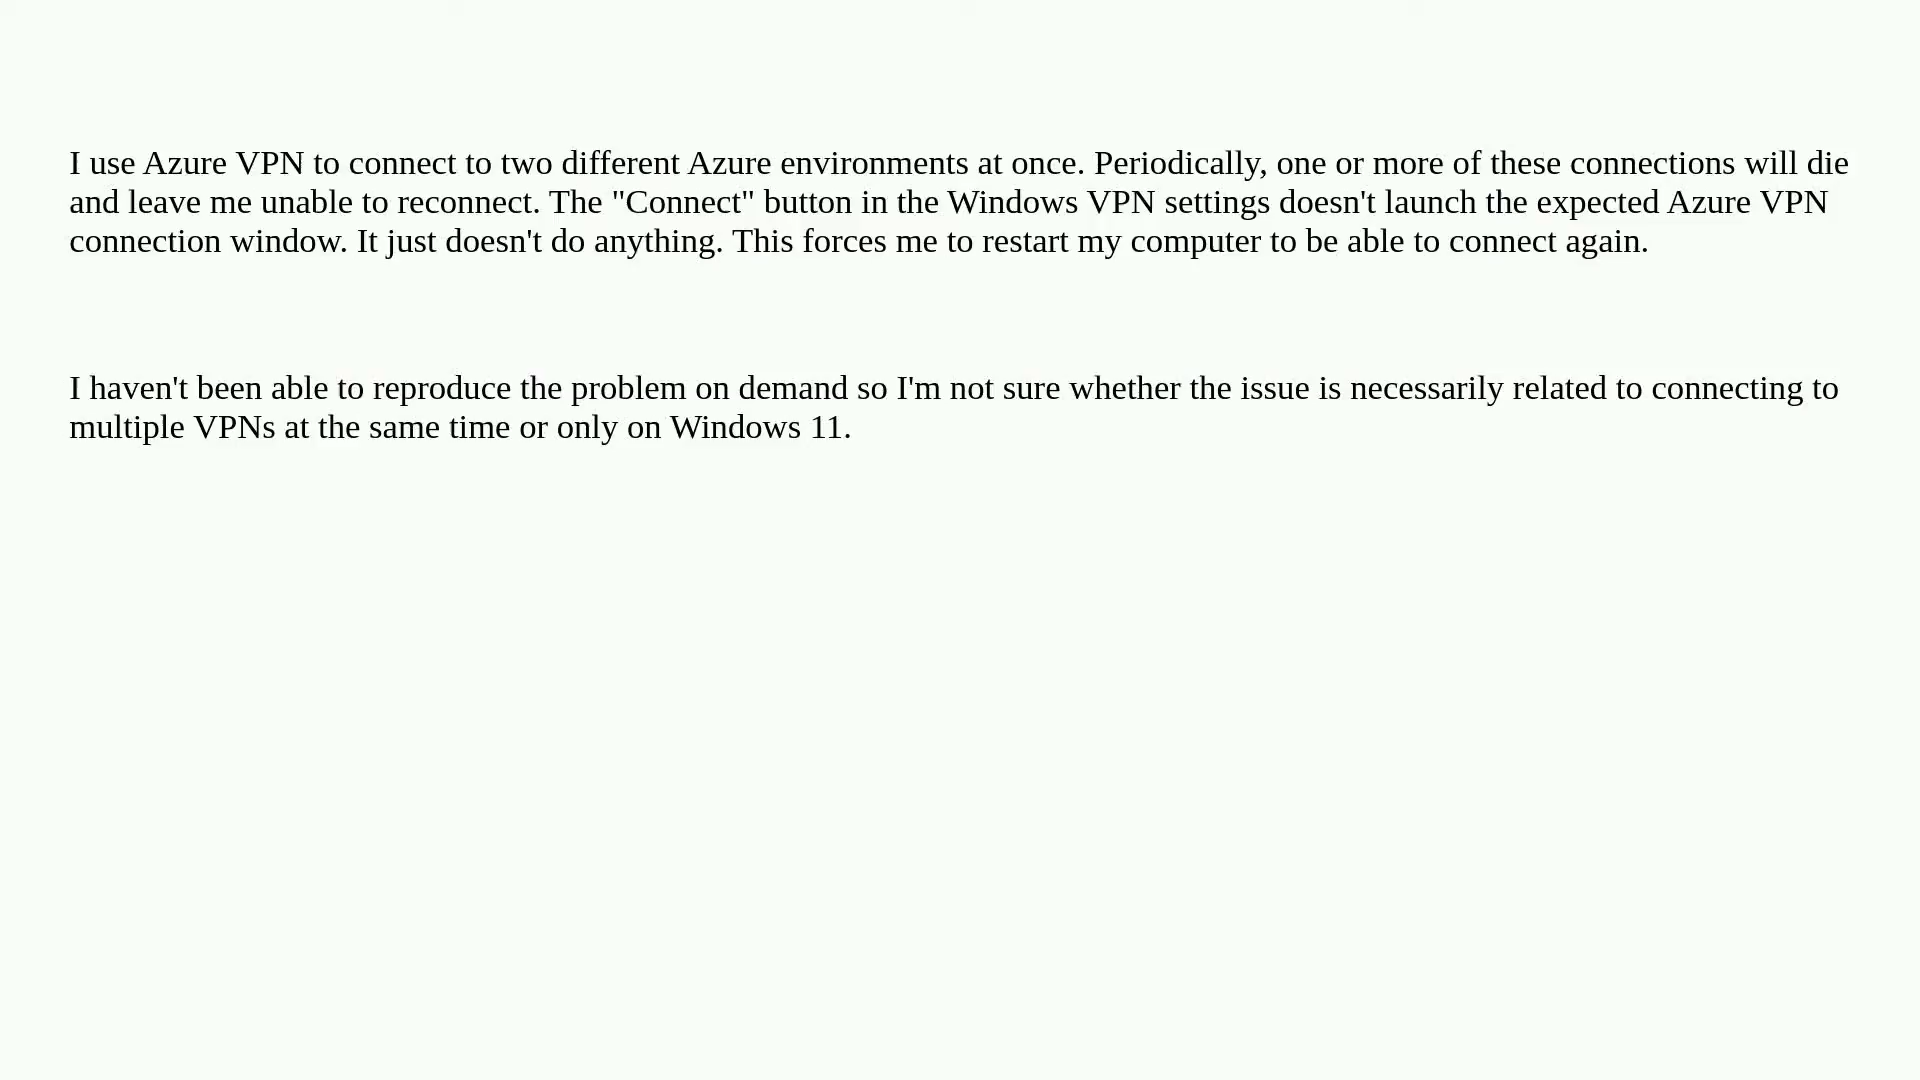 I use Azure VPN to connect to two different Azure environments at once. Periodically, one or more of these connections will die
and leave me unable to reconnect. The "Connect" button in the Windows VPN settings doesn't launch the expected Azure VPN
connection window. It just doesn't do anything. This forces me to restart my computer to be able to connect again.
I haven't been able to reproduce the problem on demand so I'm not sure whether the issue is necessarily related to connecting to
multiple VPNs at the same time or only on Windows 11.